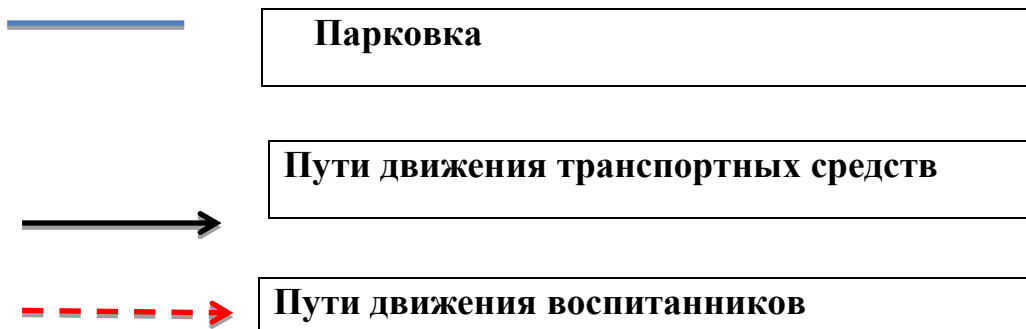 Парковка
Пути движения транспортных средств
Пути движения воспитанников